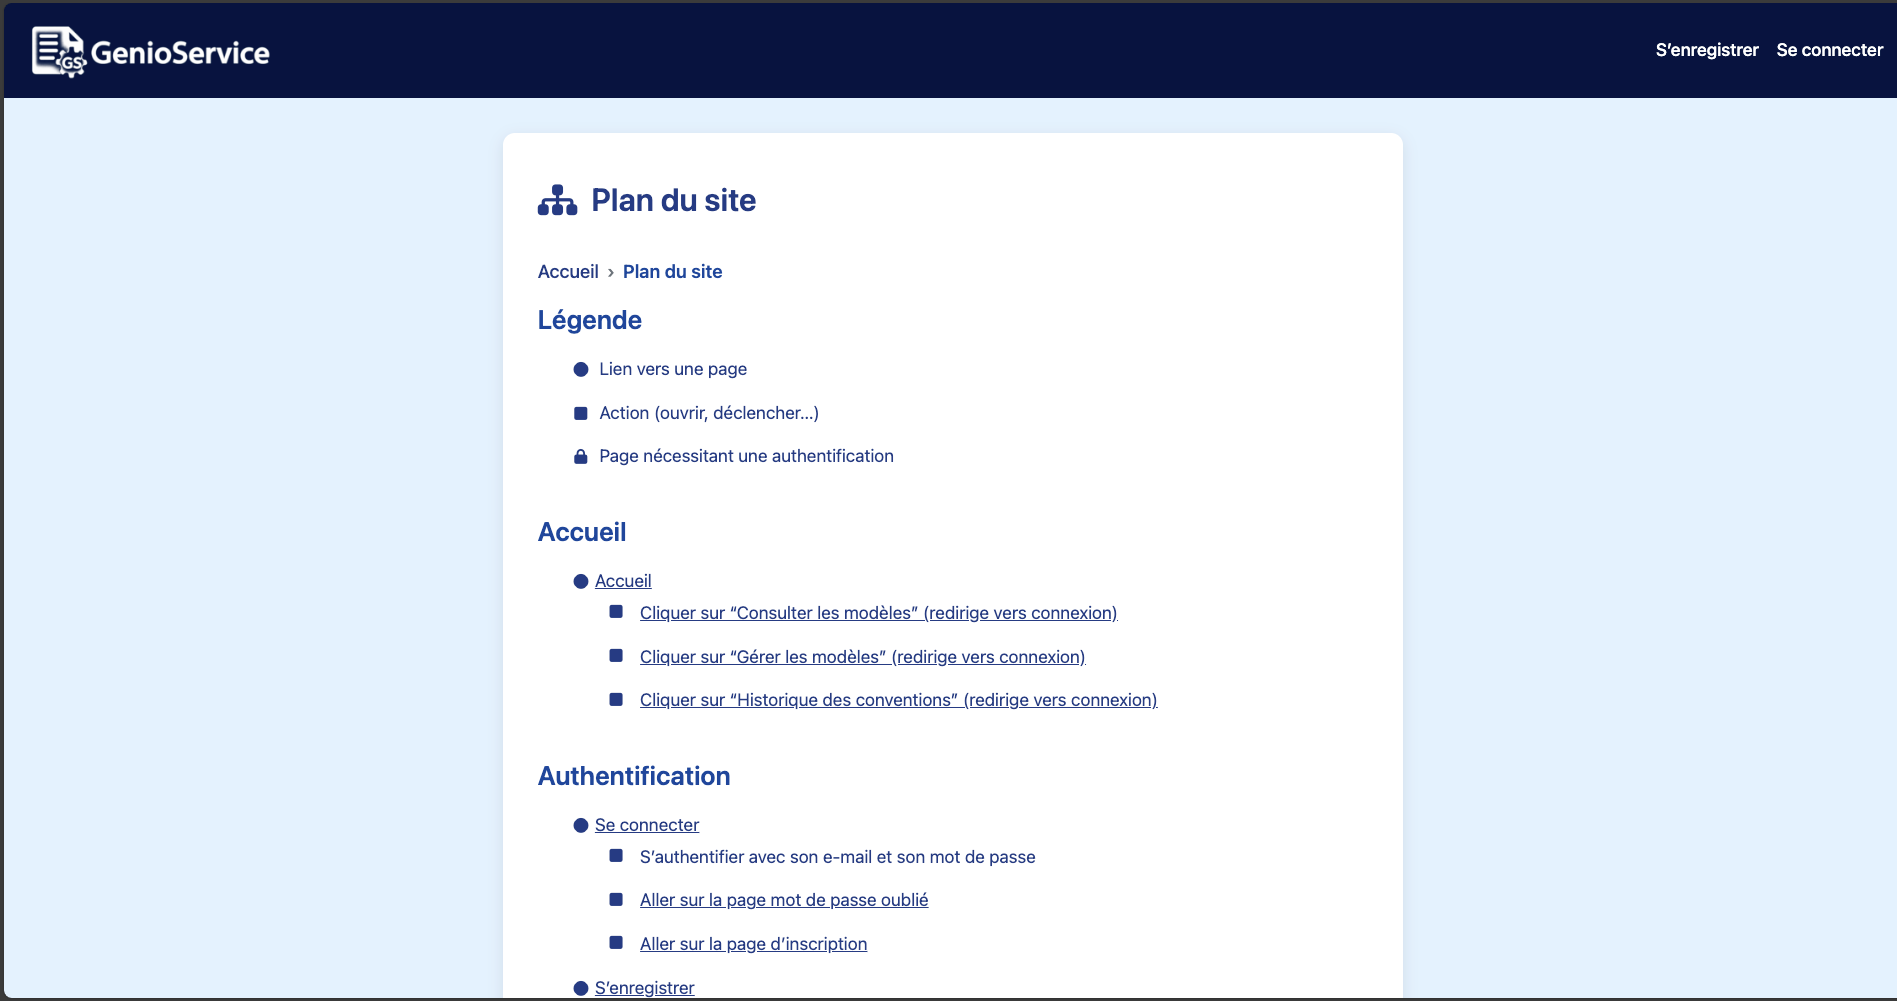 GS GenioService
S’enregistrer Se connecter
Plan du site
Accueil › Plan du site
Légende
Lien vers une page
Action (ouvrir, déclencher...)
Page nécessitant une authentification
Accueil
Accueil
Cliquer sur “Consulter les modèles” (redirige vers connexion)
Cliquer sur “Gérer les modèles” (redirige vers connexion)
Cliquer sur “Historique des conventions” (redirige vers connexion)
Authentification
Se connecter
S’authentifier avec son e-mail et son mot de passe
Aller sur la page mot de passe oublié
Aller sur la page d’inscription
S’enregistrer